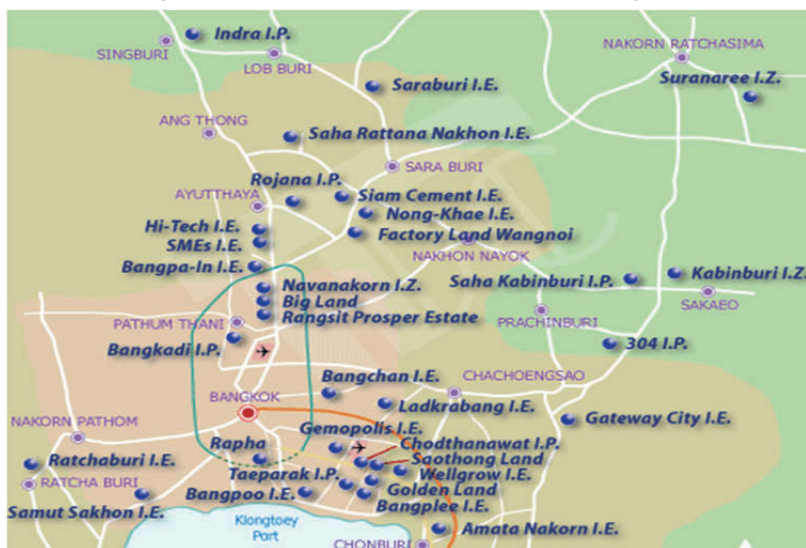 Indra I.P.
SINGBURI
LOB BURI
NAKORN RATCHASIMA
Suranaree I.Z.
Saraburi I.E.
ANG THONG
Saha Rattana Nakhon I.E.
SARA BURI
Rojana I.P.
AYUTTHAYA
Siam Cement I.E.
Nong-Khae I.E.
Hi-Tech I.E.
SMEs I.E.
Factory Land Wangnoi
NAKHON NAYOK
Bangpa-In I.E.
Navanakorn I.Z.
Big Land
Rangsit Prosper Estate
Saha Kabinburi I.P.
Kabinburi I.Z.
SAKAEO
PATHUM THANI
PRACHINBURI
Bangkadi I.P.
304 I.P.
Bangchan I.E.
CHACHOENGSAO
BANGKOK
Ladkrabang I.E.
NAKORN PATHOM
Gemopolis I.E.
Gateway City I.E.
Rapha
Chodthanawat I.P.
Saothong Land
Ratchaburi I.E.
Taeparak I.P.
Wellgrow I.E.
RATCHA BURI
Bangpoo I.E.
Golden Land
Bangplee I.E.
Samut Sakhon I.E.
Klongtoey
Port
Amata Nakorn I.E.
CHONBURI